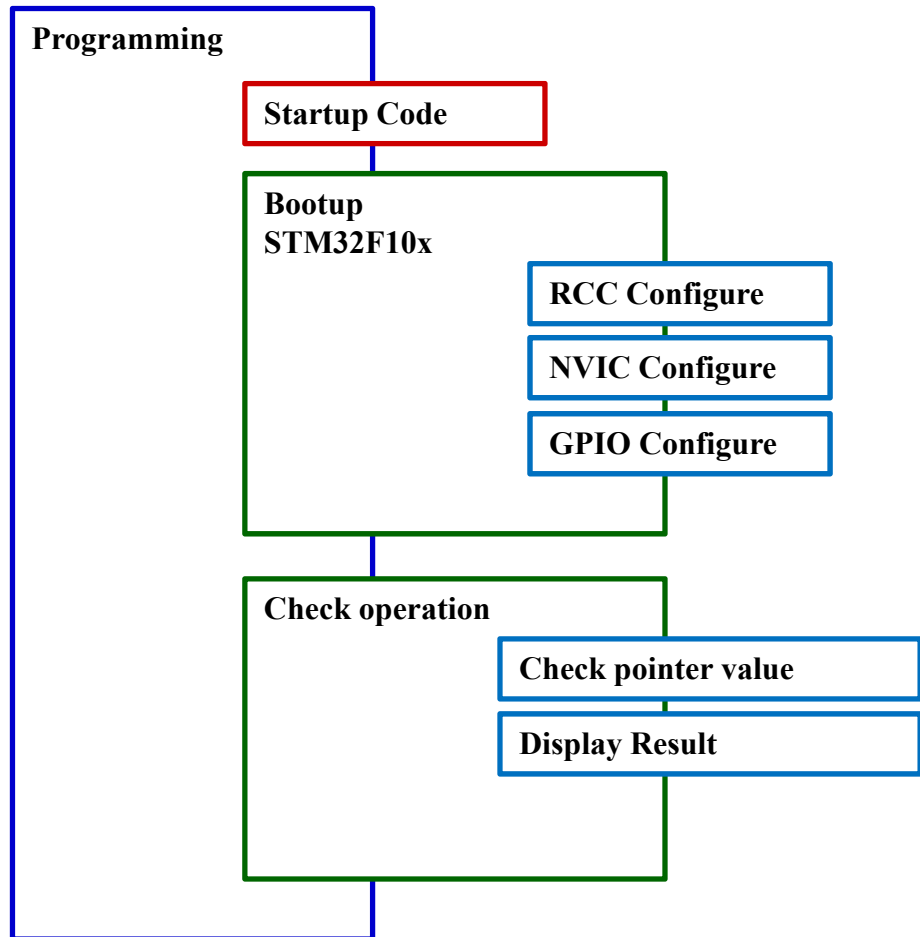 Programming
Startup Code
Bootup
STM32F10x
RCC Configure
NVIC Configure
GPIO Configure
Check operation
Check pointer value
Display Result